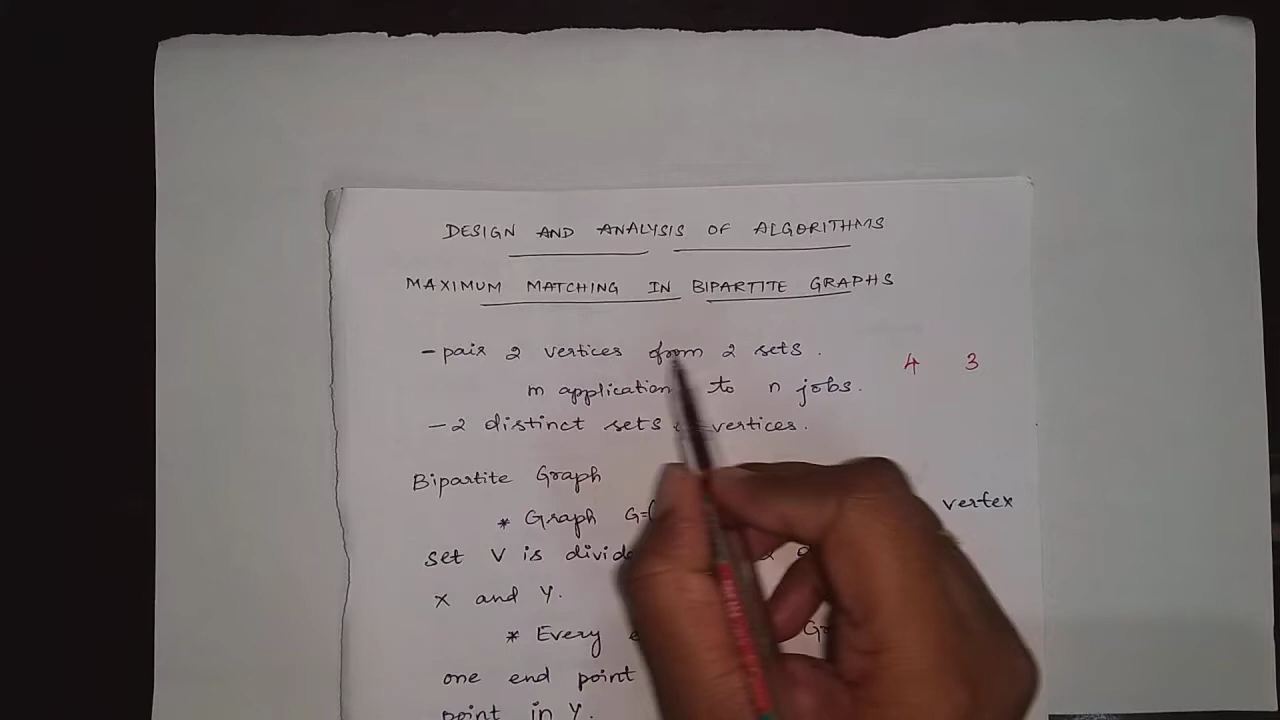 DESIGN AND ANALYSIS OF ALGORITHMS
MAXIMUM MATCHING IN BIPARTITE GRAPHS
- pair 2 vertices from 2 sets.
m application to n jobs.
4 3
- 2 distinct sets vertices.
Bipartite Graph
* Graph G=( vertex
set V is
X and Y.
* Every
one end point
point in Y.